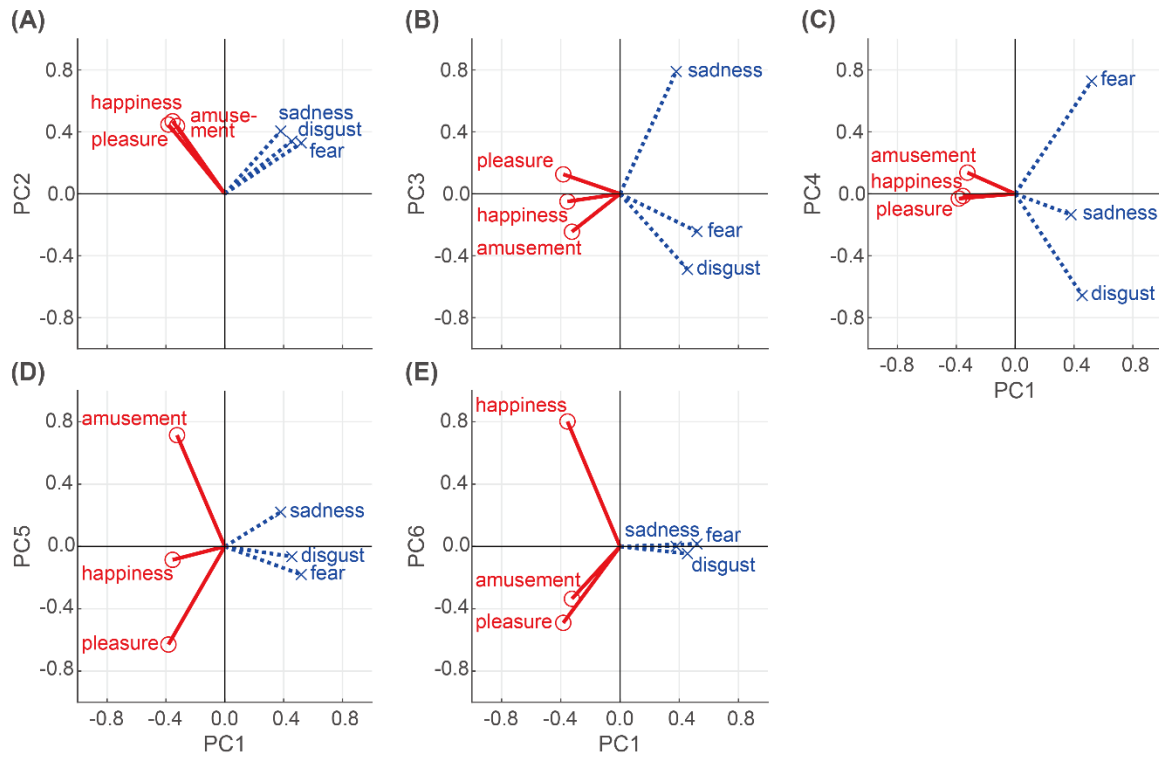 (A)
PC2
0.8
0.4
0.0
-0.4
-0.8
happiness
pleasure
amuse-
ment
sadness
disgust
fear
(B)
PC3
0.8
0.4
0.0
-0.4
-0.8
sadness
pleasure
happiness
amusement
fear
disgust
(C)
PC4
0.8
0.4
0.0
-0.4
-0.8
fear
amusement
happiness
pleasure
sadness
disgust
-0.8 -0.4 0.0 0.4 0.8
PC1
(D)
PC5
0.8
0.4
0.0
-0.4
-0.8
amusement
sadness
happiness
disgust
fear
pleasure
-0.8 -0.4 0.0 0.4 0.8
PC1
(E)
PC6
0.8
0.4
0.0
-0.4
-0.8
happiness
sadness
fear
disgust
amusement
pleasure
-0.8 -0.4 0.0 0.4 0.8
PC1